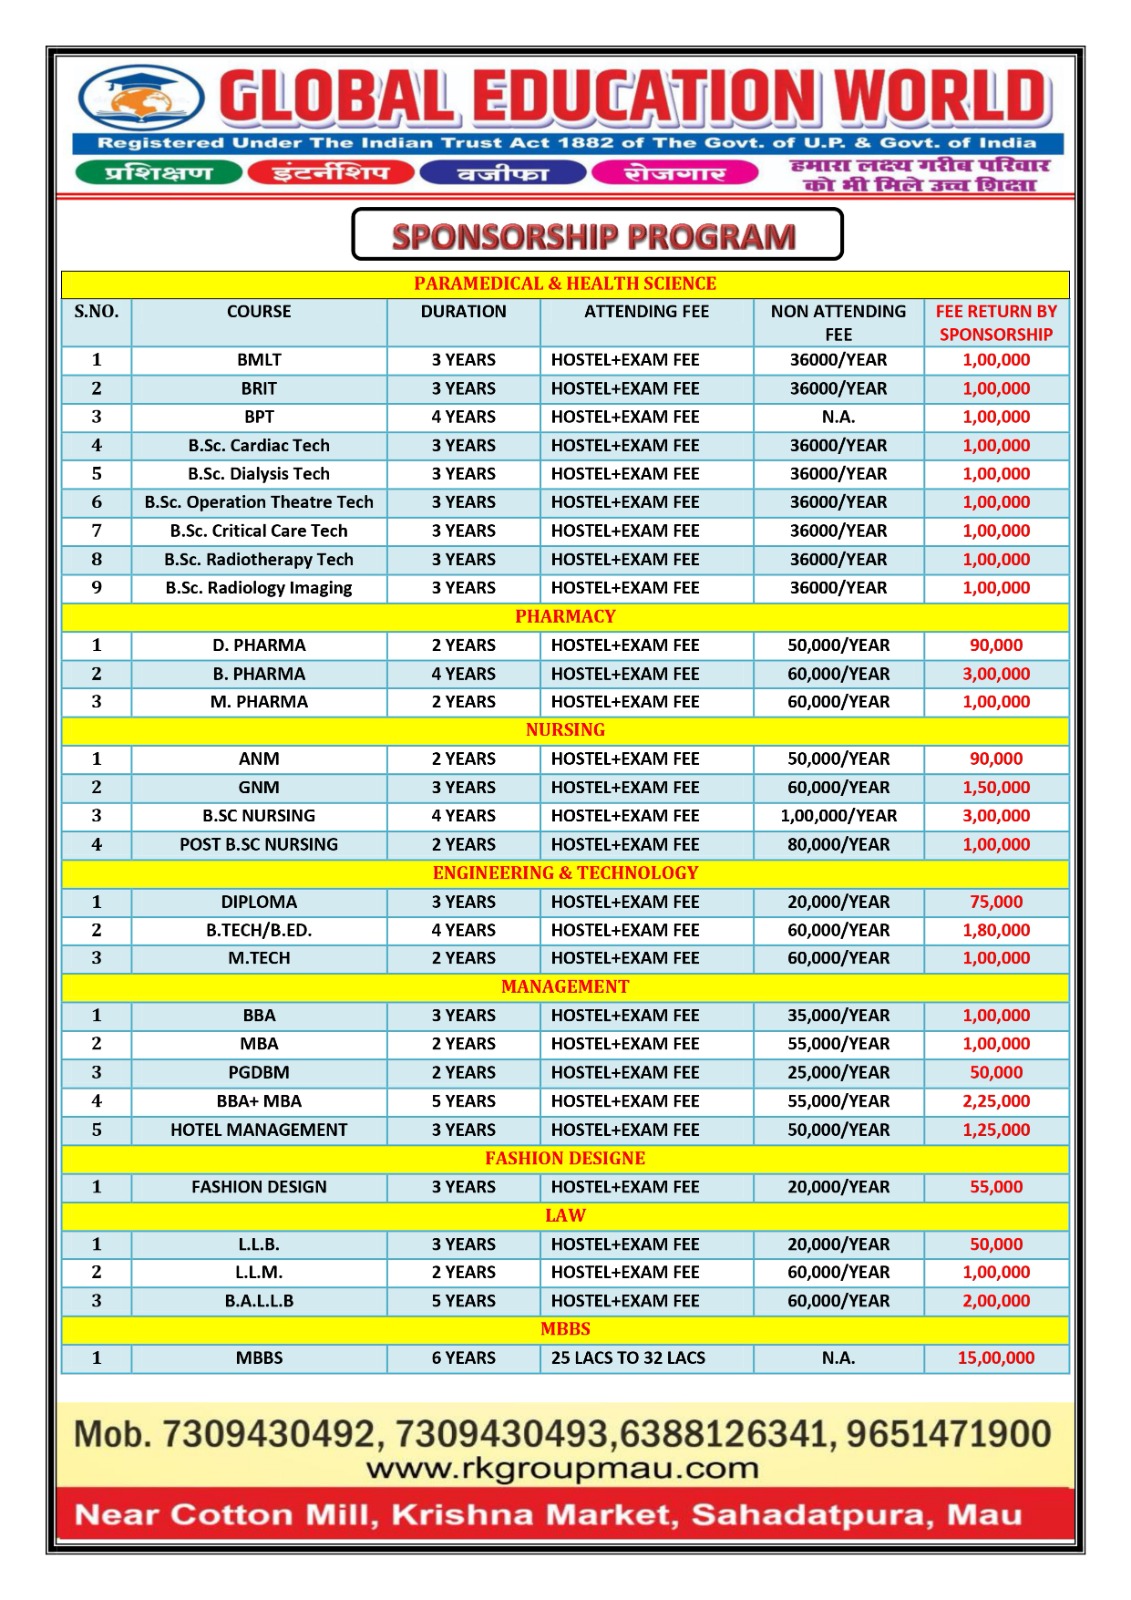 GLOBAL EDUCATION WORLD
Registered Under The Indian Trust Act 1882 of The Govt. of U.P. & Govt. of India
प्रशिक्षण इंटर्नशिप वजीफा रोजगार हमारा लक्ष्य गरीब परिवार
को भी मिले उच्च शिक्षा
SPONSORSHIP PROGRAM
PARAMEDICAL & HEALTH SCIENCE
S.NO. COURSE DURATION ATTENDING FEE NON ATTENDING FEE RETURN BY
FEE SPONSORSHIP
1 BMLT 3 YEARS HOSTEL+EXAM FEE 36000/YEAR 1,00,000
2 BRIT 3 YEARS HOSTEL+EXAM FEE 36000/YEAR 1,00,000
3 BPT 4 YEARS HOSTEL+EXAM FEE N.A. 1,00,000
4 B.Sc. Cardiac Tech 3 YEARS HOSTEL+EXAM FEE 36000/YEAR 1,00,000
5 B.Sc. Dialysis Tech 3 YEARS HOSTEL+EXAM FEE 36000/YEAR 1,00,000
6 B.Sc. Operation Theatre Tech 3 YEARS HOSTEL+EXAM FEE 36000/YEAR 1,00,000
7 B.Sc. Critical Care Tech 3 YEARS HOSTEL+EXAM FEE 36000/YEAR 1,00,000
8 B.Sc. Radiotherapy Tech 3 YEARS HOSTEL+EXAM FEE 36000/YEAR 1,00,000
9 B.Sc. Radiology Imaging 3 YEARS HOSTEL+EXAM FEE 36000/YEAR 1,00,000
PHARMACY
1 D. PHARMA 2 YEARS HOSTEL+EXAM FEE 50,000/YEAR 90,000
2 B. PHARMA 4 YEARS HOSTEL+EXAM FEE 60,000/YEAR 3,00,000
3 M. PHARMA 2 YEARS HOSTEL+EXAM FEE 60,000/YEAR 1,00,000
NURSING
1 ANM 2 YEARS HOSTEL+EXAM FEE 50,000/YEAR 90,000
2 GNM 3 YEARS HOSTEL+EXAM FEE 60,000/YEAR 1,50,000
3 B.SC NURSING 4 YEARS HOSTEL+EXAM FEE 1,00,000/YEAR 3,00,000
4 POST B.SC NURSING 2 YEARS HOSTEL+EXAM FEE 80,000/YEAR 1,00,000
ENGINEERING & TECHNOLOGY
1 DIPLOMA 3 YEARS HOSTEL+EXAM FEE 20,000/YEAR 75,000
2 B.TECH/B.ED. 4 YEARS HOSTEL+EXAM FEE 60,000/YEAR 1,80,000
3 M.TECH 2 YEARS HOSTEL+EXAM FEE 60,000/YEAR 1,00,000
MANAGEMENT
1 BBA 3 YEARS HOSTEL+EXAM FEE 35,000/YEAR 1,00,000
2 MBA 2 YEARS HOSTEL+EXAM FEE 55,000/YEAR 1,00,000
3 PGDBM 2 YEARS HOSTEL+EXAM FEE 25,000/YEAR 50,000
4 BBA+ MBA 5 YEARS HOSTEL+EXAM FEE 55,000/YEAR 2,25,000
5 HOTEL MANAGEMENT 3 YEARS HOSTEL+EXAM FEE 50,000/YEAR 1,25,000
FASHION DESIGNE
1 FASHION DESIGN 3 YEARS HOSTEL+EXAM FEE 20,000/YEAR 55,000
LAW
1 L.L.B. 3 YEARS HOSTEL+EXAM FEE 20,000/YEAR 50,000
2 L.L.M. 2 YEARS HOSTEL+EXAM FEE 60,000/YEAR 1,00,000
3 B.A.L.L.B 5 YEARS HOSTEL+EXAM FEE 60,000/YEAR 2,00,000
MBBS
1 MBBS 6 YEARS 25 LACS TO 32 LACS N.A. 15,00,000
Mob. 7309430492, 7309430493,6388126341, 9651471900
www.rkgroupmau.com
Near Cotton Mill, Krishna Market, Sahadatpura, Mau